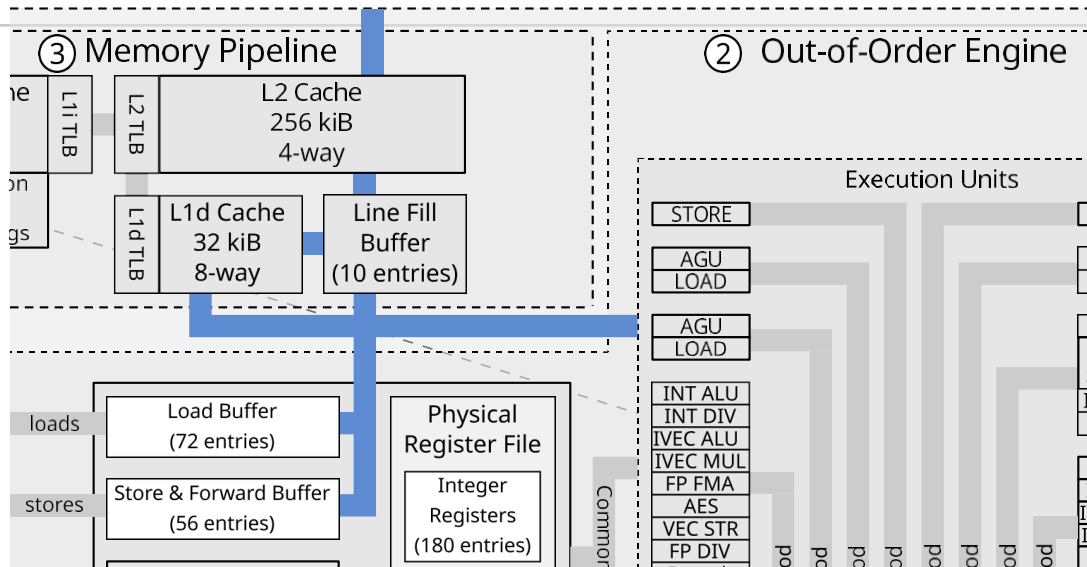 3 Memory Pipeline
L1i TLB
L2 TLB
L2 Cache
256 kiB
4-way
L1d TLB
L1d Cache
32 kiB
8-way
Line Fill
Buffer
(10 entries)
loads
Load Buffer
(72 entries)
stores
Store & Forward Buffer
(56 entries)
Physical
Register File
Integer
Registers
(180 entries)
Common
2 Out-of-Order Engine
Execution Units
STORE
AGU
LOAD
AGU
LOAD
INT ALU
INT DIV
IVEC ALU
IVEC MUL
FP FMA
AES
VEC STR
FP DIV